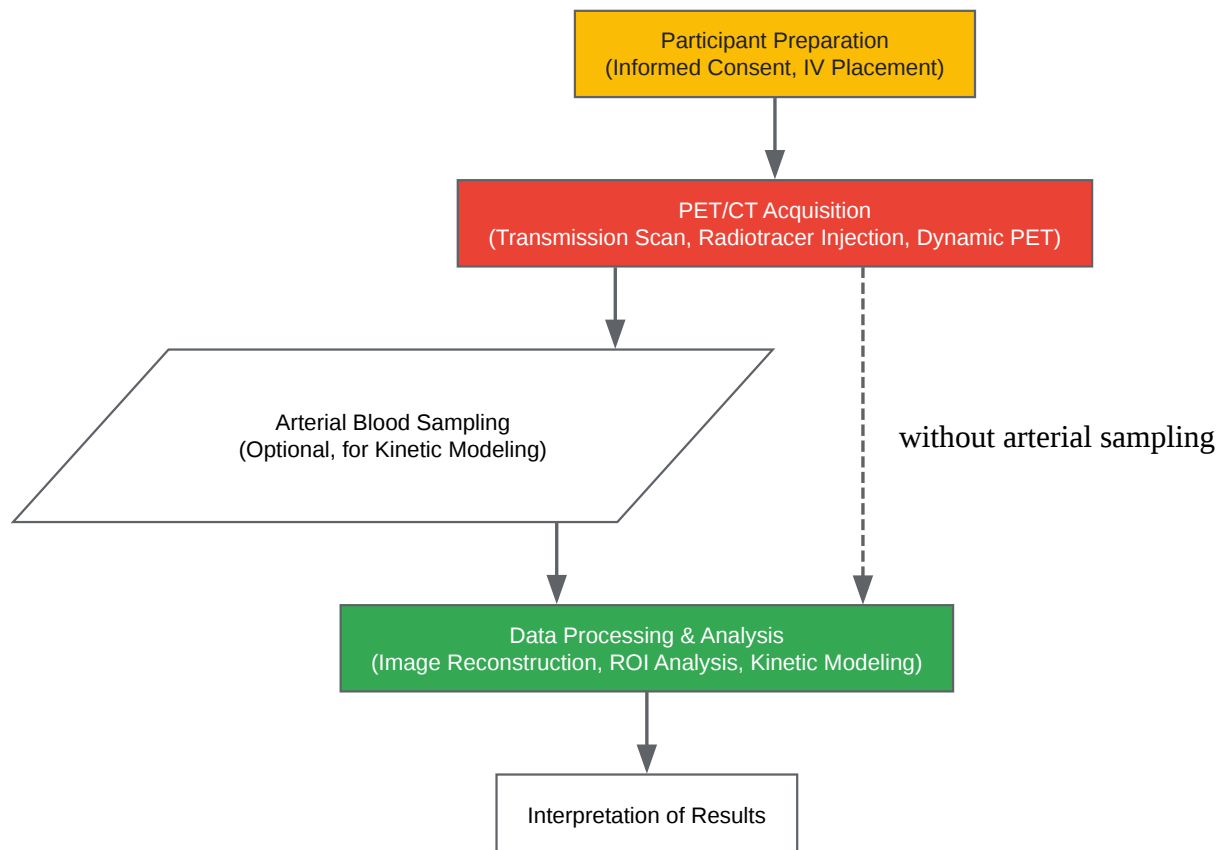 Participant Preparation
(Informed Consent, IV Placement)
PET/CT Acquisition
(Transmission Scan, Radiotracer Injection, Dynamic PET)
Arterial Blood Sampling
(Optional, for Kinetic Modeling)
without arterial sampling
Data Processing & Analysis
(Image Reconstruction, ROI Analysis, Kinetic Modeling)
Interpretation of Results